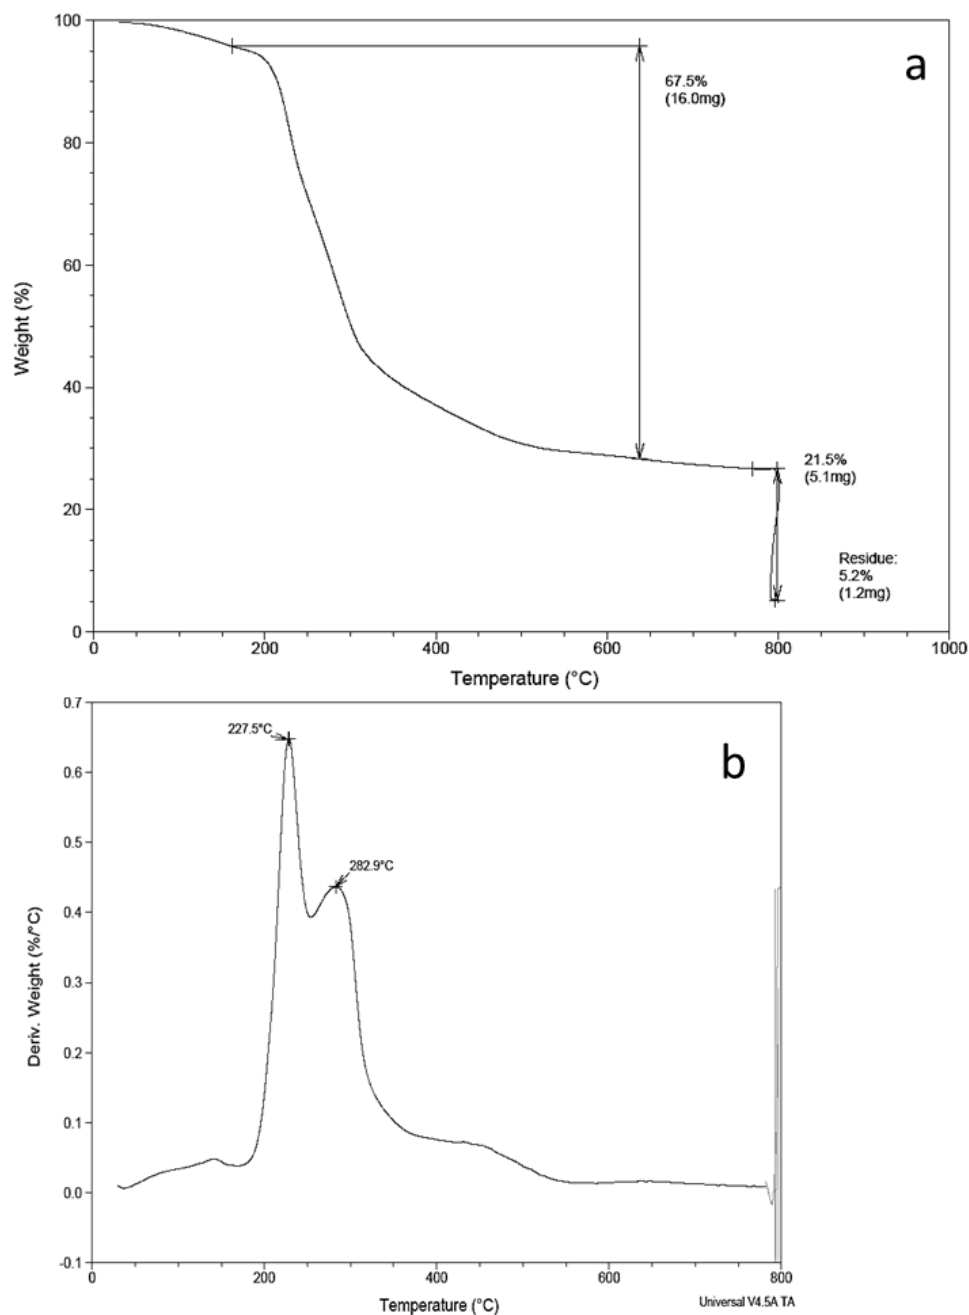 a
67.5%
(16.0mg)
21.5%
(5.1mg)
Residue:
5.2%
(1.2mg)
100
80
60
40
20
0
Weight (%)
0 200 400 600 800 1000
Temperature (°C)
b
227.5°C
282.9°C
0.7
0.6
0.5
0.4
0.3
0.2
0.1
0.0
-0.1
Deriv. Weight (%/°C)
0 200 400 600 800
Temperature (°C)
Universal V4.5A TA